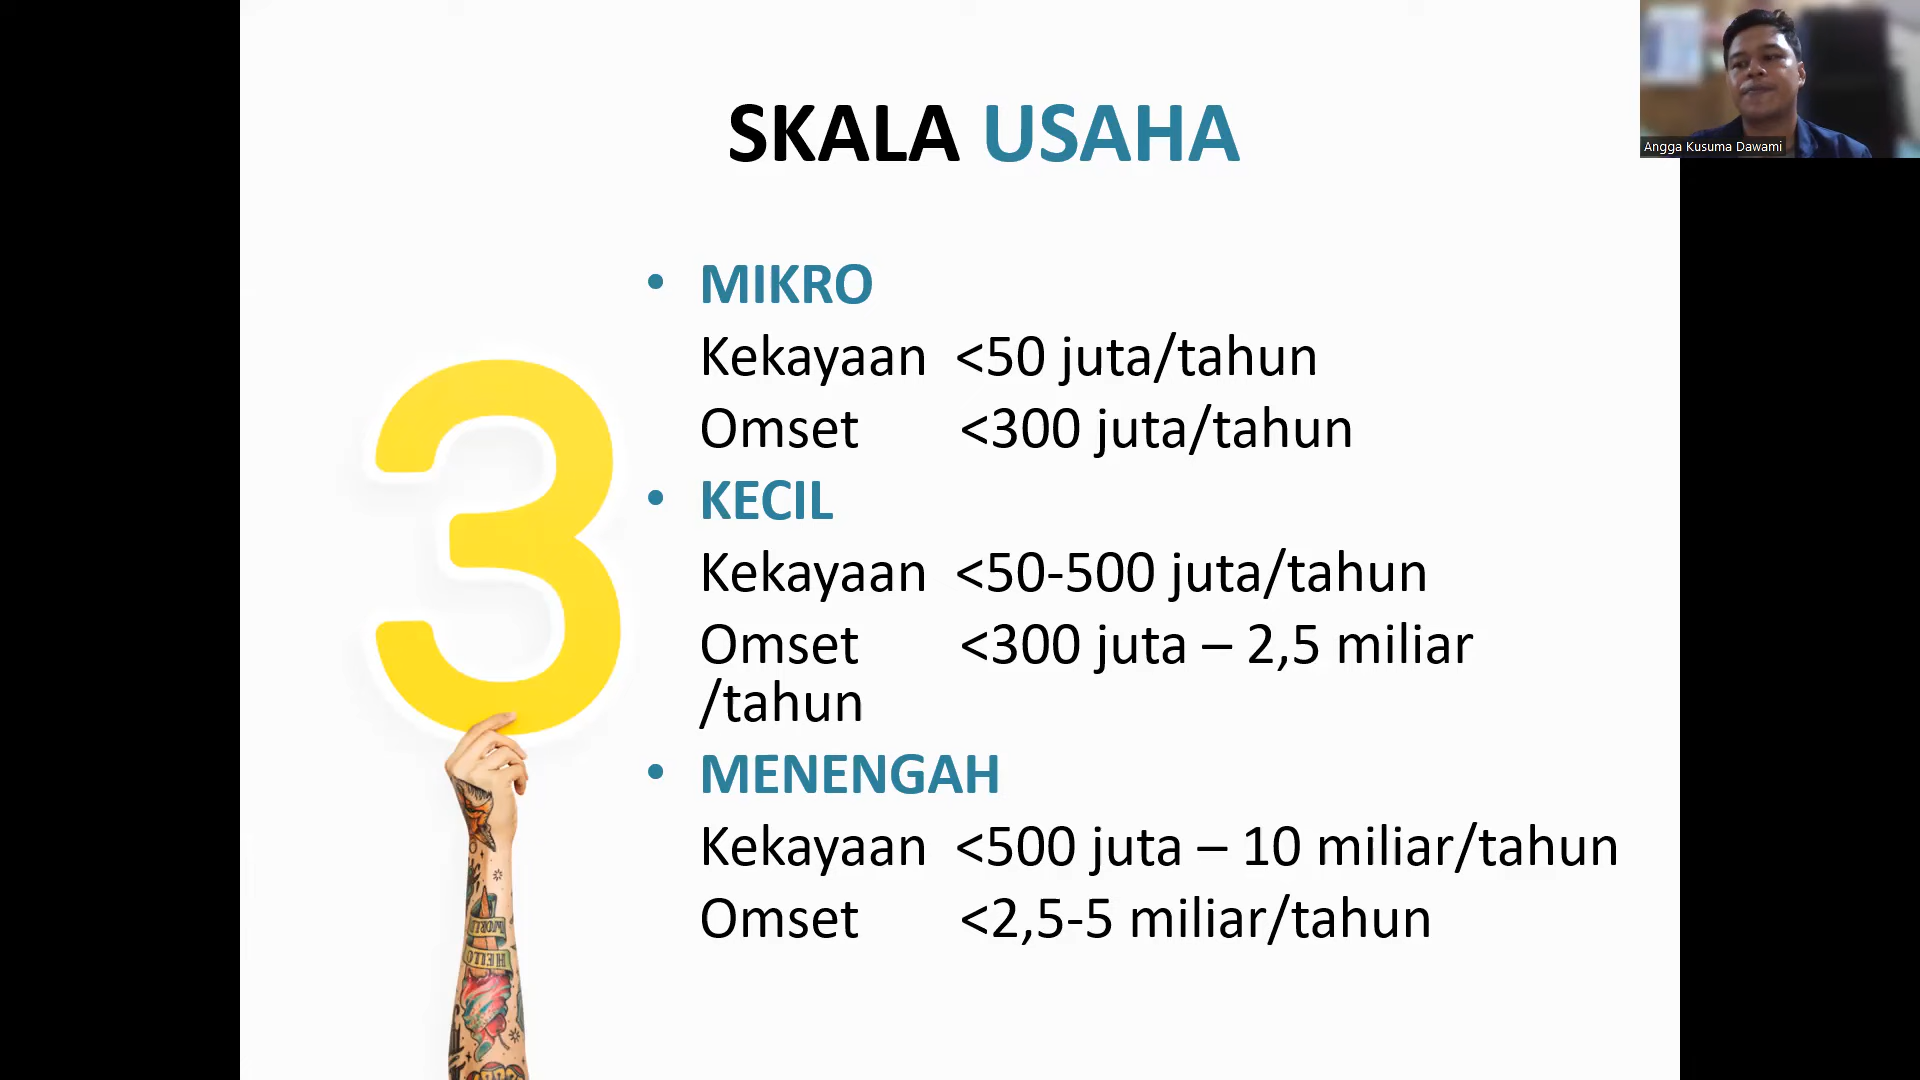 SKALA USAHA
Angga Kusuma Dawami
• MIKRO
Kekayaan <50 juta/tahun
Omset <300 juta/tahun
• KECIL
Kekayaan <50-500 juta/tahun
Omset <300 juta – 2,5 miliar
/tahun
• MENENGAH
Kekayaan <500 juta – 10 miliar/tahun
Omset <2,5-5 miliar/tahun